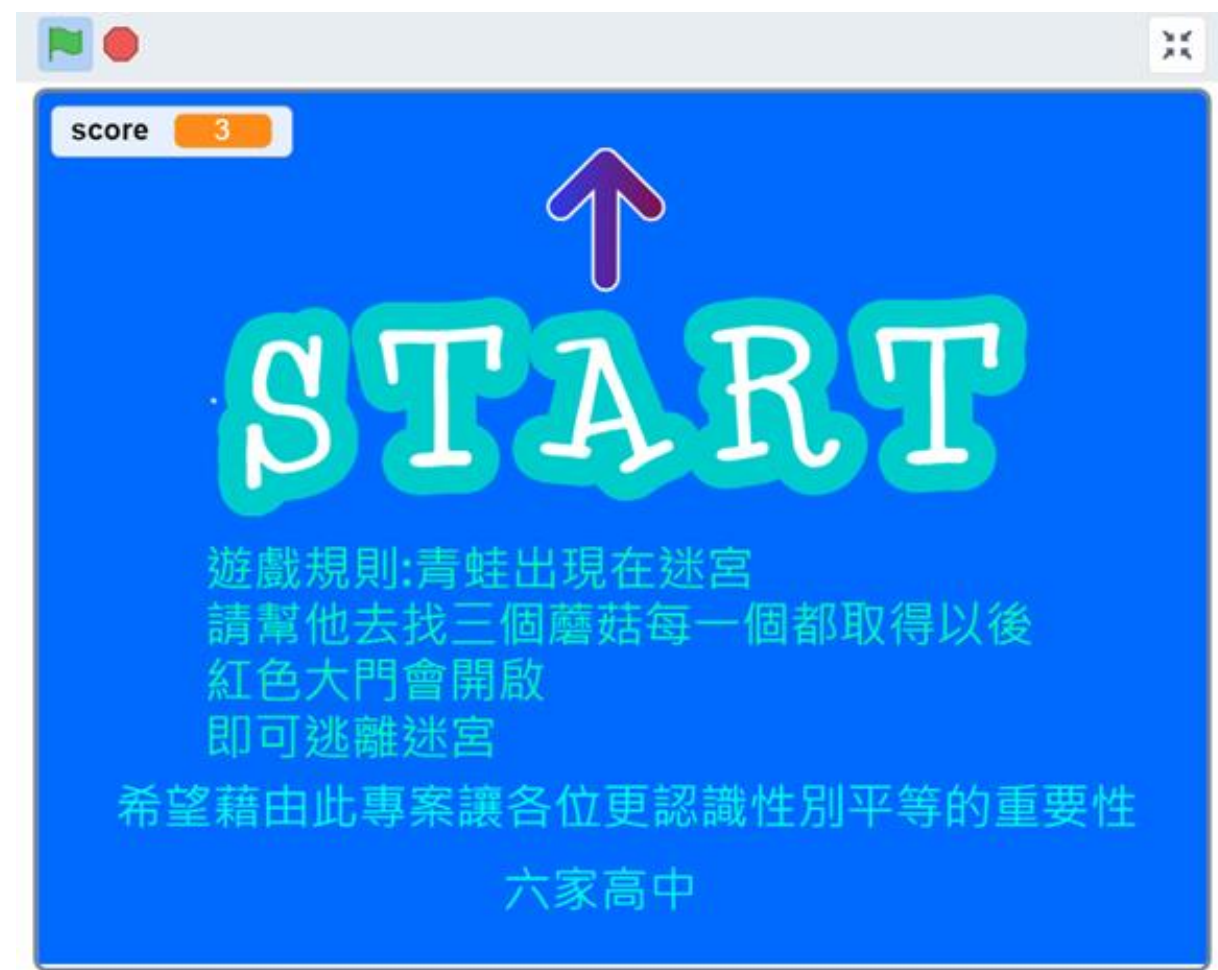 score 3
START
遊戲規則:青蛙出現在迷宮
請幫他去找三個蘑菇每一個都取得以後
紅色大門會開啟
即可逃離迷宮
希望藉由此專案讓各位更認識性別平等的重要性
六家高中